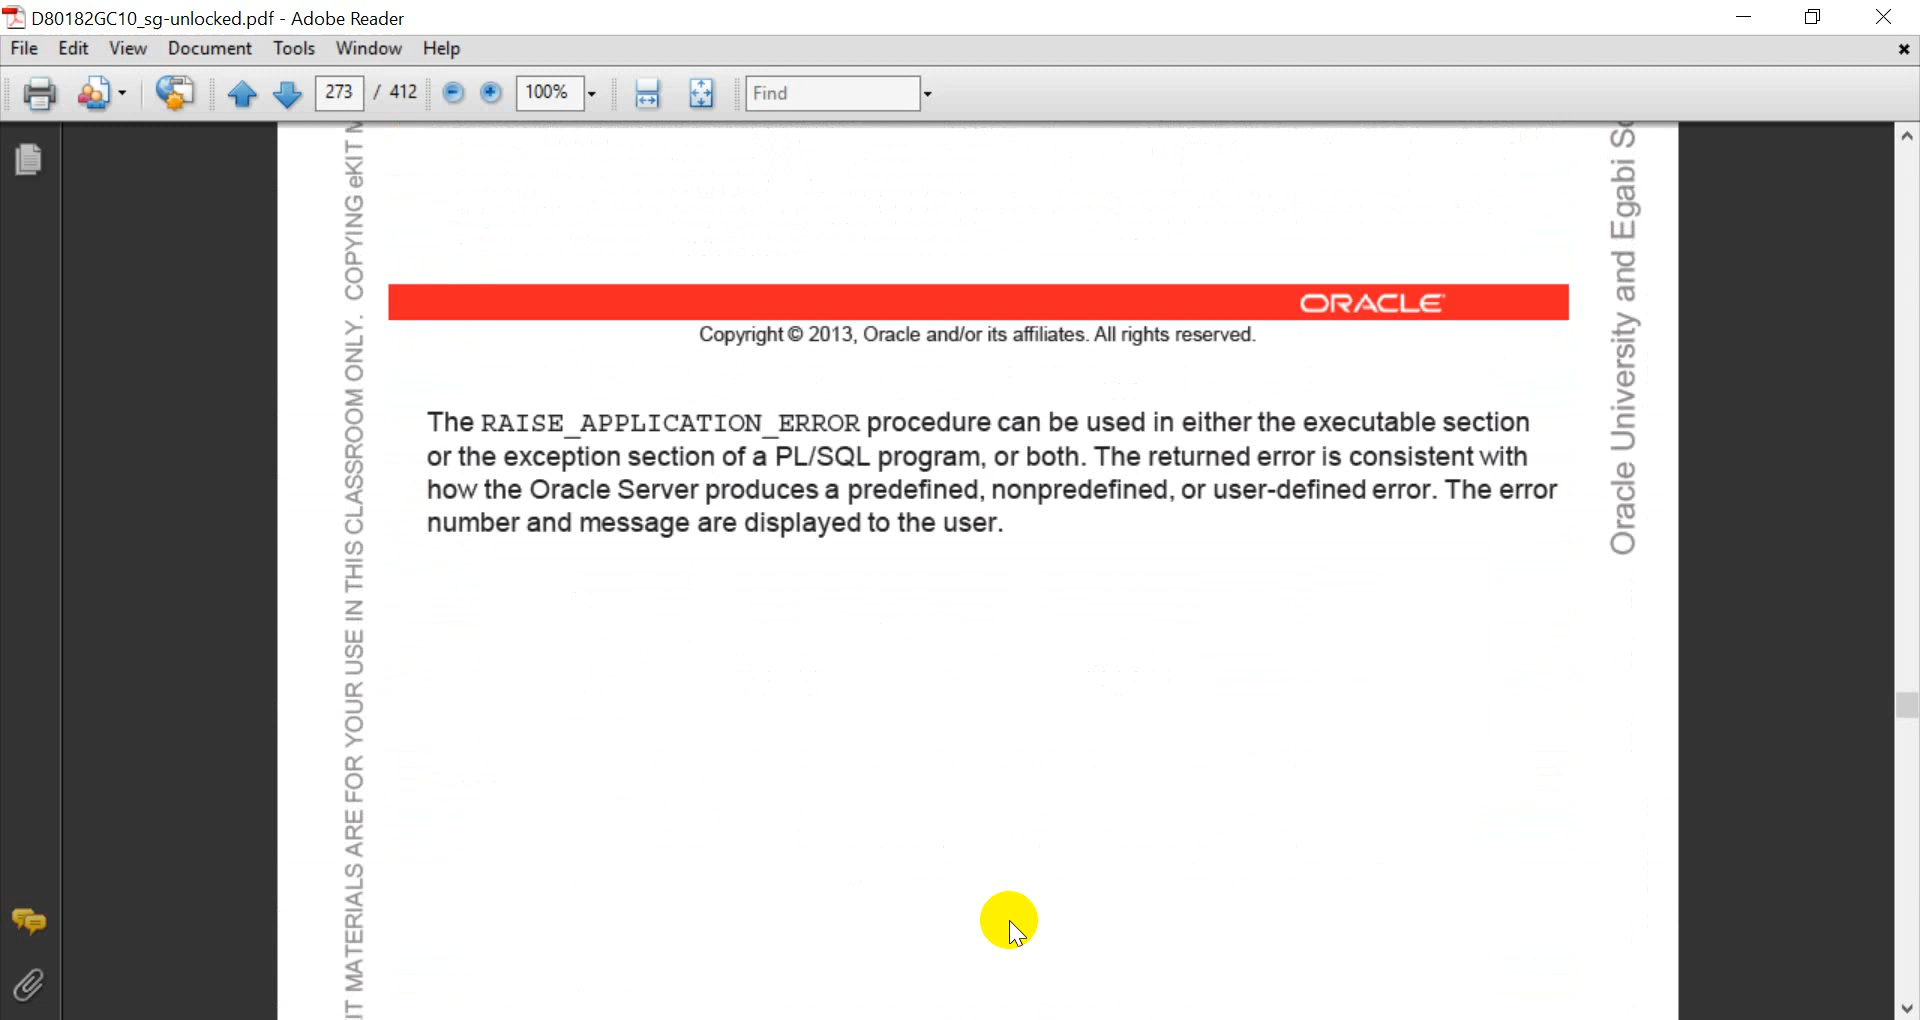 D80182GC10_sg-unlocked.pdf - Adobe Reader
File Edit View Document Tools Window Help
273 / 412 100% Find
COPYING eKIT M
IT MATERIALS ARE FOR YOUR USE IN THIS CLASSROOM ONLY.
Oracle University and Egabi So
ORACLE
Copyright © 2013, Oracle and/or its affiliates. All rights reserved.
The RAISE_APPLICATION_ERROR procedure can be used in either the executable section
or the exception section of a PL/SQL program, or both. The returned error is consistent with
how the Oracle Server produces a predefined, nonpredefined, or user-defined error. The error
number and message are displayed to the user.